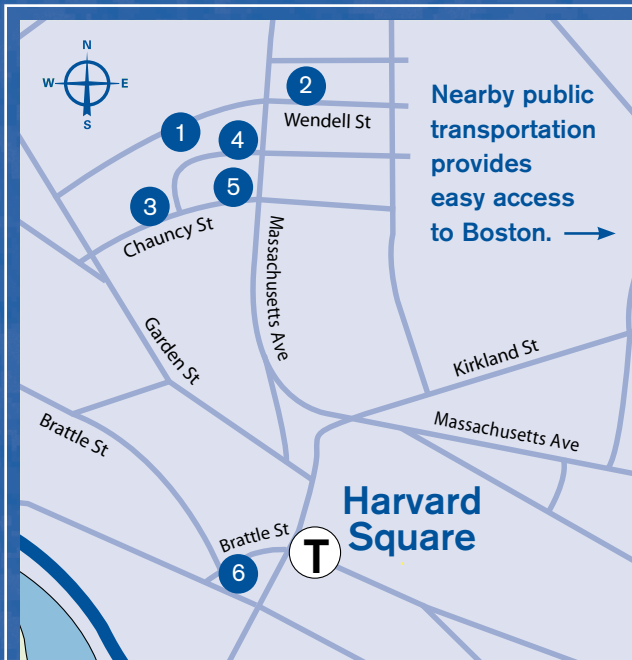 N
W E
S
2
Wendell St
1
4
5
3
Chauncy St
Nearby public
transportation
provides
easy access
to Boston.
Massachusetts Ave
Garden St
Kirkland St
Massachusetts Ave
Brattle St
Harvard
Square
Brattle St
T
6